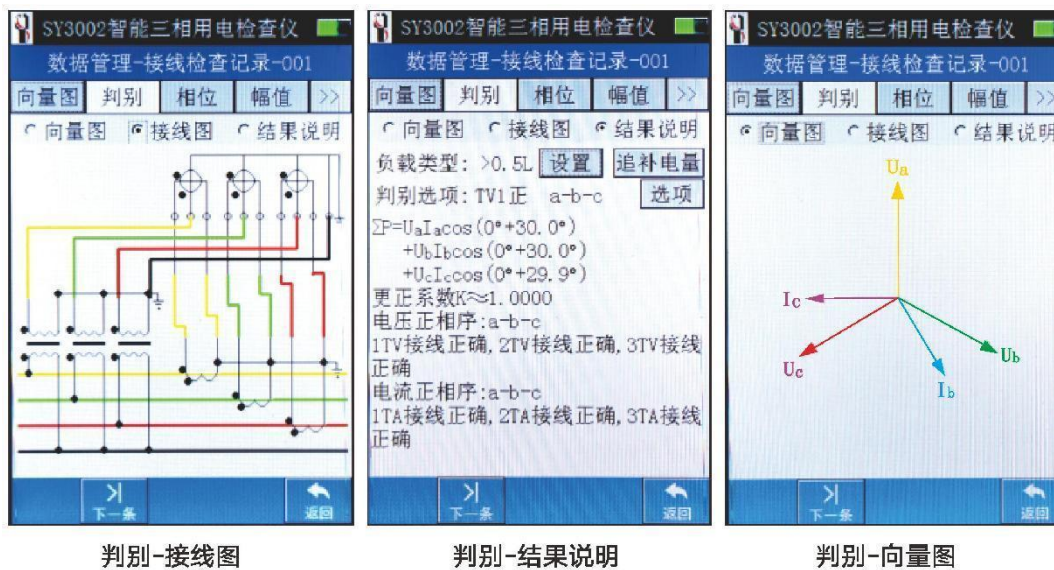 SY3002智能三相用电检查仪
数据管理-接线检查记录-001
向量图 判别 相位 幅值 >>
向量图 接线图 结果说明
下一条
返回
判别-接线图
SY3002智能三相用电检查仪
数据管理-接线检查记录-001
向量图 判别 相位 幅值 >>
向量图 接线图 结果说明
负载类型: >0.5L 设置 追补电量
判别选项: TV1正 a-b-c 选项
ΣP=UaIacos(0°+30.0°)
+UbIbcos(0°+30.0°)
+UcIccos(0°+29.9°)
更正系数K≈1.0000
电压正相序:a-b-c
1TV接线正确,2TV接线正确,3TV接线
正确
电流正相序:a-b-c
1TA接线正确,2TA接线正确,3TA接线
正确
下一条
返回
判别-结果说明
SY3002智能三相用电检查仪
数据管理-接线检查记录-001
向量图 判别 相位 幅值 >>
向量图 接线图 结果说明
Ua
Ic
Uc
Ub
Ib
下一条
返回
判别-向量图